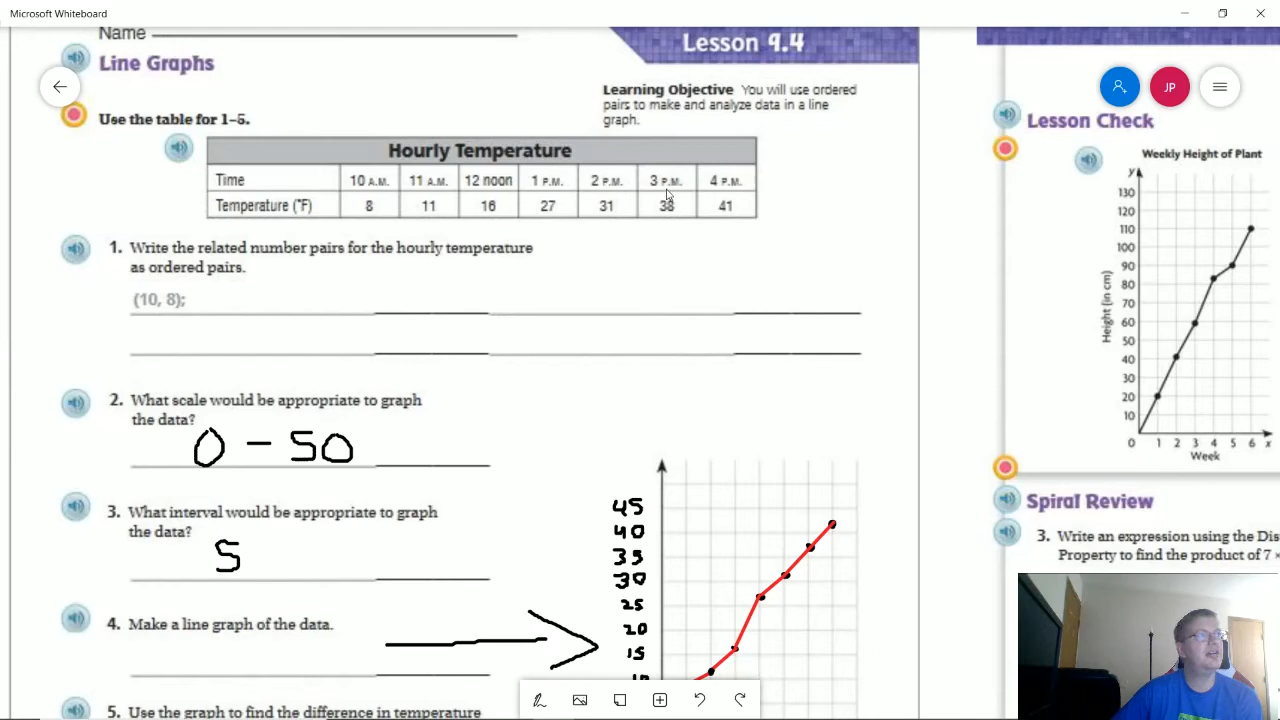 Microsoft Whiteboard
Name
Lesson 9.4
Line Graphs
Learning Objective You will use ordered
pairs to make and analyze data in a line
graph.
Use the table for 1–5.
Hourly Temperature
Time 10 A.M. 11 A.M. 12 noon 1 P.M. 2 P.M. 3 P.M. 4 P.M.
Temperature (°F) 8 11 16 27 31 38 41
1. Write the related number pairs for the hourly temperature
as ordered pairs.
(10, 8);
2. What scale would be appropriate to graph
the data?
0 – 50
3. What interval would be appropriate to graph
the data?
5
4. Make a line graph of the data.
5. Use the graph to find the difference in temperature
45
40
35
30
25
20
15
10
JP
Lesson Check
Weekly Height of Plant
y
130
120
110
100
90
80
70
60
50
40
30
20
10
Height (in cm)
0 1 2 3 4 5 6 x
Week
Spiral Review
3. Write an expression using the Dis
Property to find the product of 7 ×